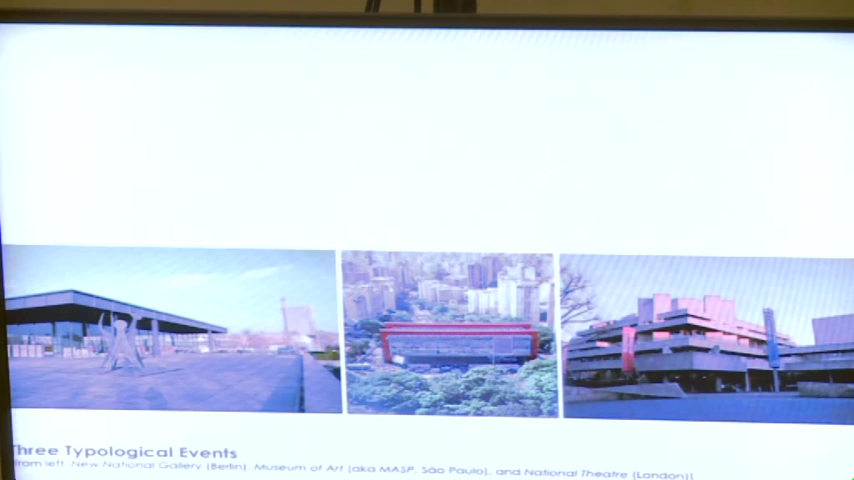 Three Typological Events
from left, New National Gallery (Berlin), Museum of Art (aka MASP, São Paulo), and National Theatre (London)